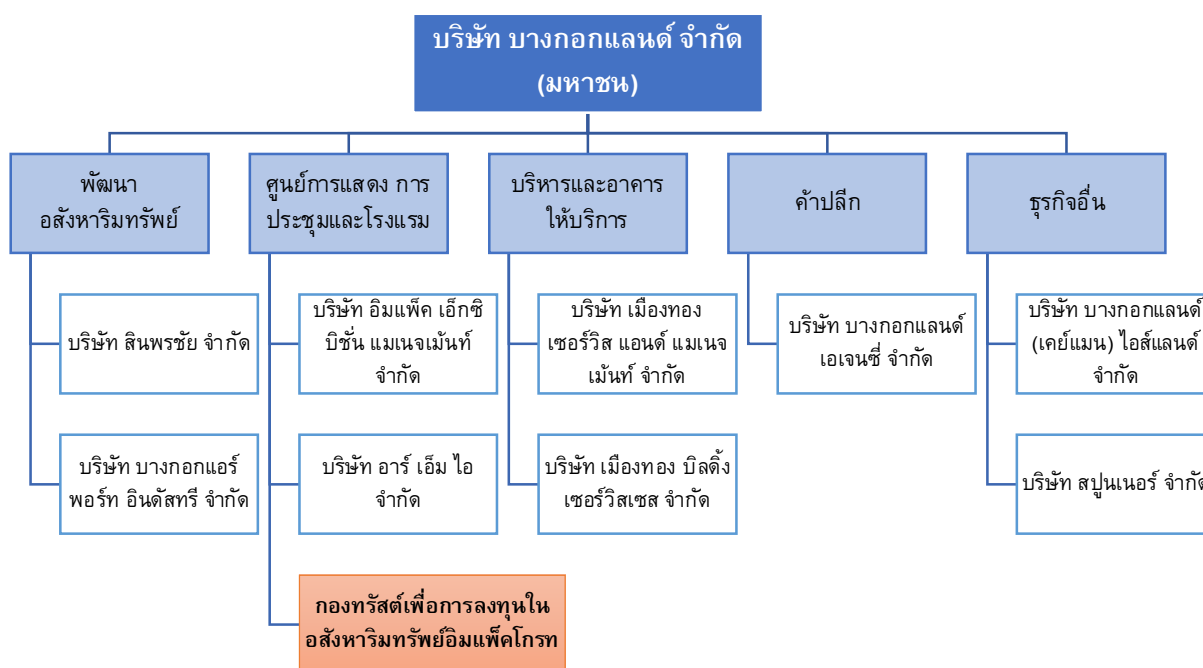 บริษัท บางกอกแลนด์ จำกัด
(มหาชน)
พัฒนา
อสังหาริมทรัพย์
ศูนย์การแสดง การ
ประชุมและโรงแรม
บริหารและอาคาร
ให้บริการ
ค้าปลีก
ธุรกิจอื่น
บริษัท สินพรชัย จำกัด
บริษัท อิมแพ็ค เอ็กซิ
บิชั่น แมเนจเม้นท์
จำกัด
บริษัท เมืองทอง
เซอร์วิส แอนด์ แมเนจ
เม้นท์ จำกัด
บริษัท บางกอกแลนด์
เอเจนซี่ จำกัด
บริษัท บางกอกแลนด์
(เคย์แมน) ไอส์แลนด์
จำกัด
บริษัท บางกอกแอร์
พอร์ท อินดัสทรี จำกัด
บริษัท อาร์ เอ็ม ไอ
จำกัด
บริษัท เมืองทอง บิลดิ้ง
เซอร์วิสเซส จำกัด
บริษัท สปูนเนอร์ จำกัด
กองทรัสต์เพื่อการลงทุนใน
อสังหาริมทรัพย์อิมแพ็คโกรท